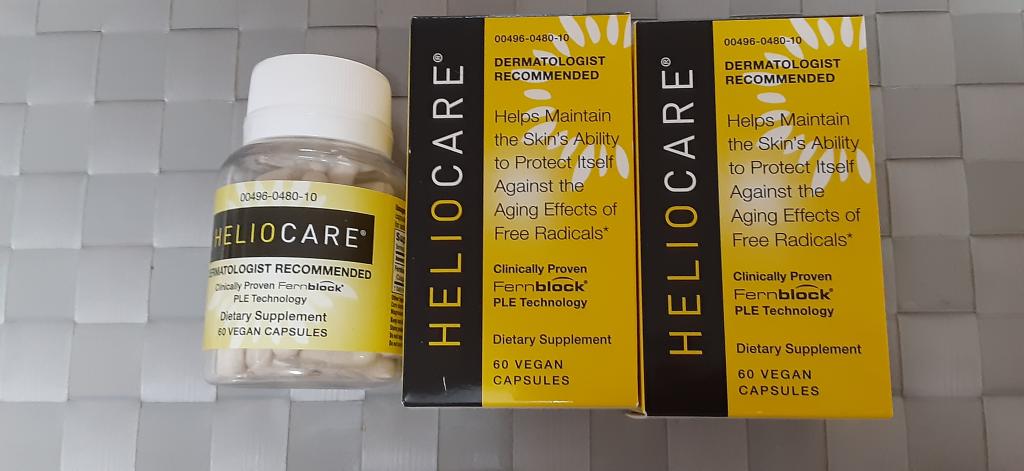 00496-0480-10
HELIOCARE®
DERMATOLOGIST RECOMMENDED
Clinically Proven Fernblock®
PLE Technology
Dietary Supplement
60 VEGAN CAPSULES
HELIOCARE®
00496-0480-10
DERMATOLOGIST
RECOMMENDED
Helps Maintain
the Skin's Ability
to Protect Itself
Against the
Aging Effects of
Free Radicals*
Clinically Proven
Fernblock®
PLE Technology
Dietary Supplement
60 VEGAN
CAPSULES
HELIOCARE®
00496-0480-10
DERMATOLOGIST
RECOMMENDED
Helps Maintain
the Skin's Ability
to Protect Itself
Against the
Aging Effects of
Free Radicals*
Clinically Proven
Fernblock®
PLE Technology
Dietary Supplement
60 VEGAN
CAPSULES